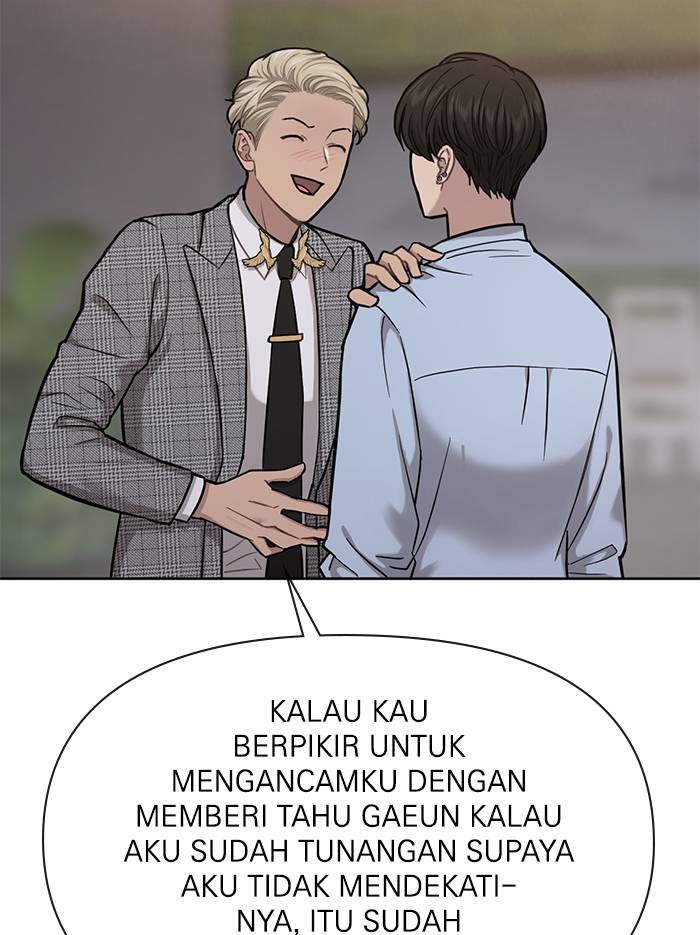 KALAU KAU
BERPIKIR UNTUK
MENGANCAMKU DENGAN
MEMBERI TAHU GAEUN KALAU
AKU SUDAH TUNANGAN SUPAYA
AKU TIDAK MENDEKATI-
NYA, ITU SUDAH